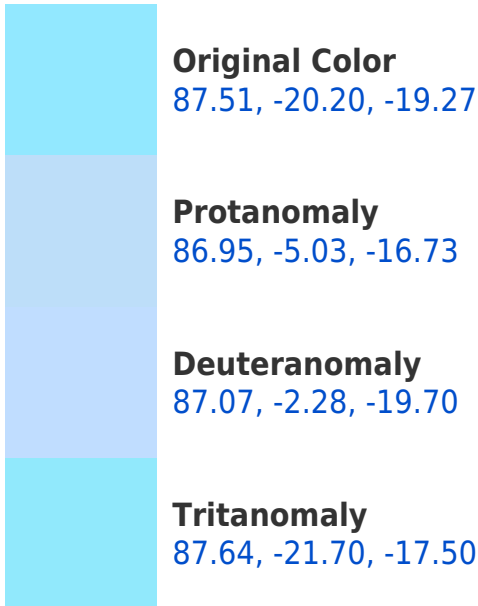 Original Color
87.51, -20.20, -19.27
Protanomaly
86.95, -5.03, -16.73
Deuteranomaly
87.07, -2.28, -19.70
Tritanomaly
87.64, -21.70, -17.50